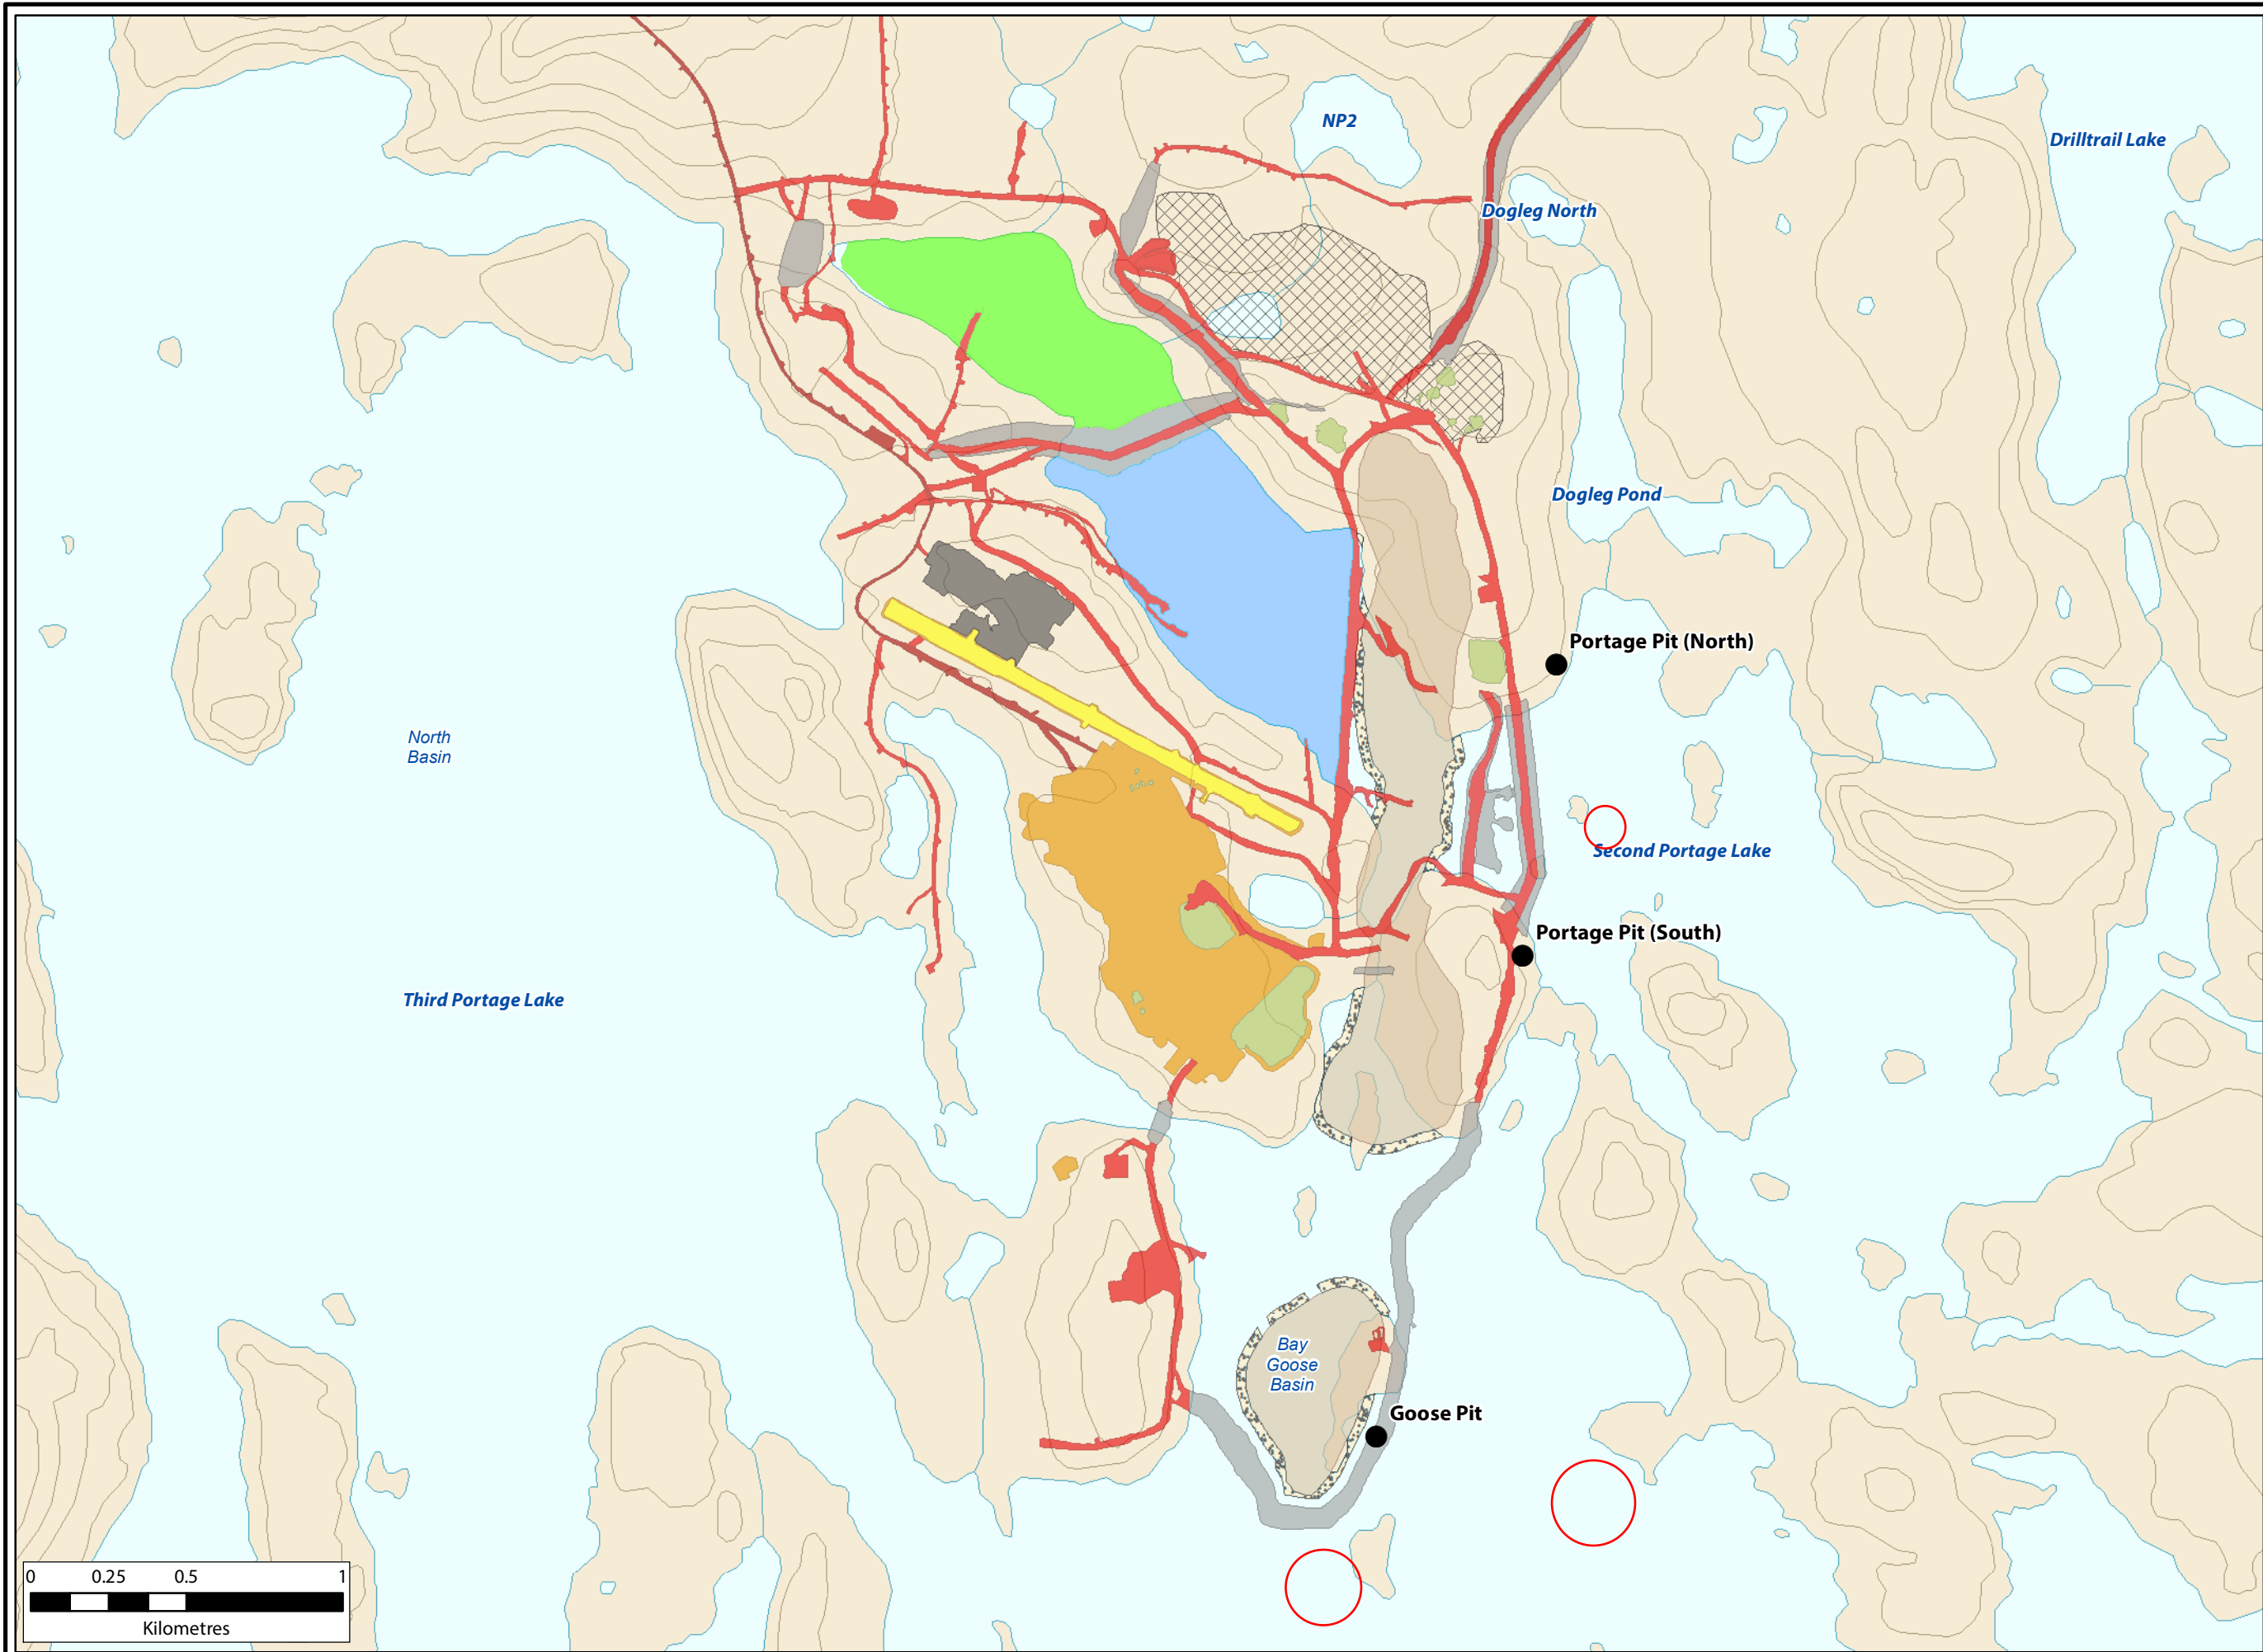 NP2
Drilltrail Lake
Dogleg North
Dogleg Pond
Portage Pit (North)
North
Basin
Second Portage Lake
Portage Pit (South)
Third Portage Lake
Bay
Goose
Basin
Goose Pit
0 0.25 0.5 1
Kilometres